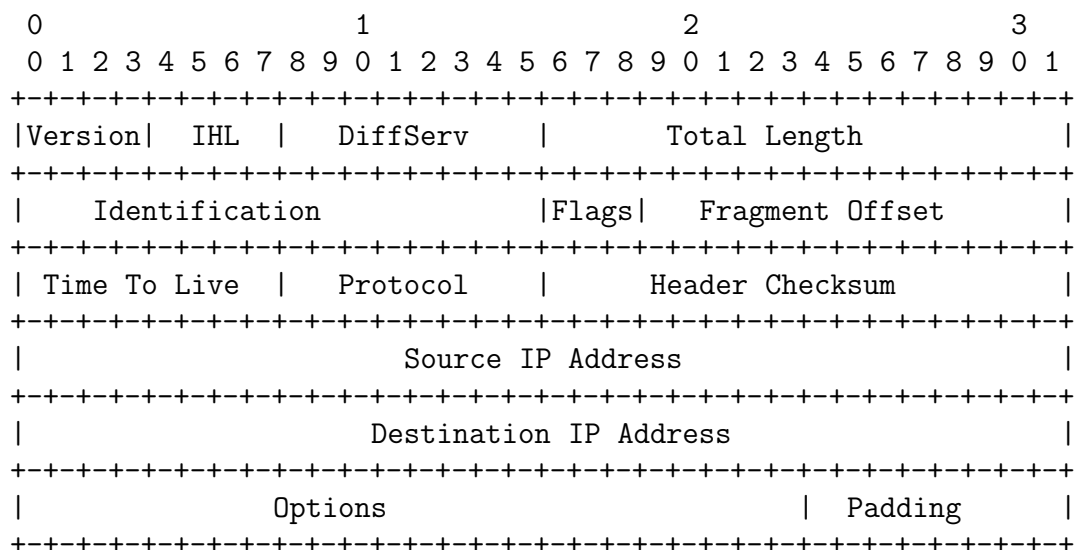 0                   1                   2                   3
 0 1 2 3 4 5 6 7 8 9 0 1 2 3 4 5 6 7 8 9 0 1 2 3 4 5 6 7 8 9 0 1
+-+-+-+-+-+-+-+-+-+-+-+-+-+-+-+-+-+-+-+-+-+-+-+-+-+-+-+-+-+-+-+-+
|Version|  IHL  |   DiffServ    |       Total Length            |
+-+-+-+-+-+-+-+-+-+-+-+-+-+-+-+-+-+-+-+-+-+-+-+-+-+-+-+-+-+-+-+-+
|    Identification             |Flags|   Fragment Offset       |
+-+-+-+-+-+-+-+-+-+-+-+-+-+-+-+-+-+-+-+-+-+-+-+-+-+-+-+-+-+-+-+-+
| Time To Live  |   Protocol    |      Header Checksum          |
+-+-+-+-+-+-+-+-+-+-+-+-+-+-+-+-+-+-+-+-+-+-+-+-+-+-+-+-+-+-+-+-+
|                       Source IP Address                       |
+-+-+-+-+-+-+-+-+-+-+-+-+-+-+-+-+-+-+-+-+-+-+-+-+-+-+-+-+-+-+-+-+
|                     Destination IP Address                    |
+-+-+-+-+-+-+-+-+-+-+-+-+-+-+-+-+-+-+-+-+-+-+-+-+-+-+-+-+-+-+-+-+
|               Options                         |  Padding      |
+-+-+-+-+-+-+-+-+-+-+-+-+-+-+-+-+-+-+-+-+-+-+-+-+-+-+-+-+-+-+-+-+